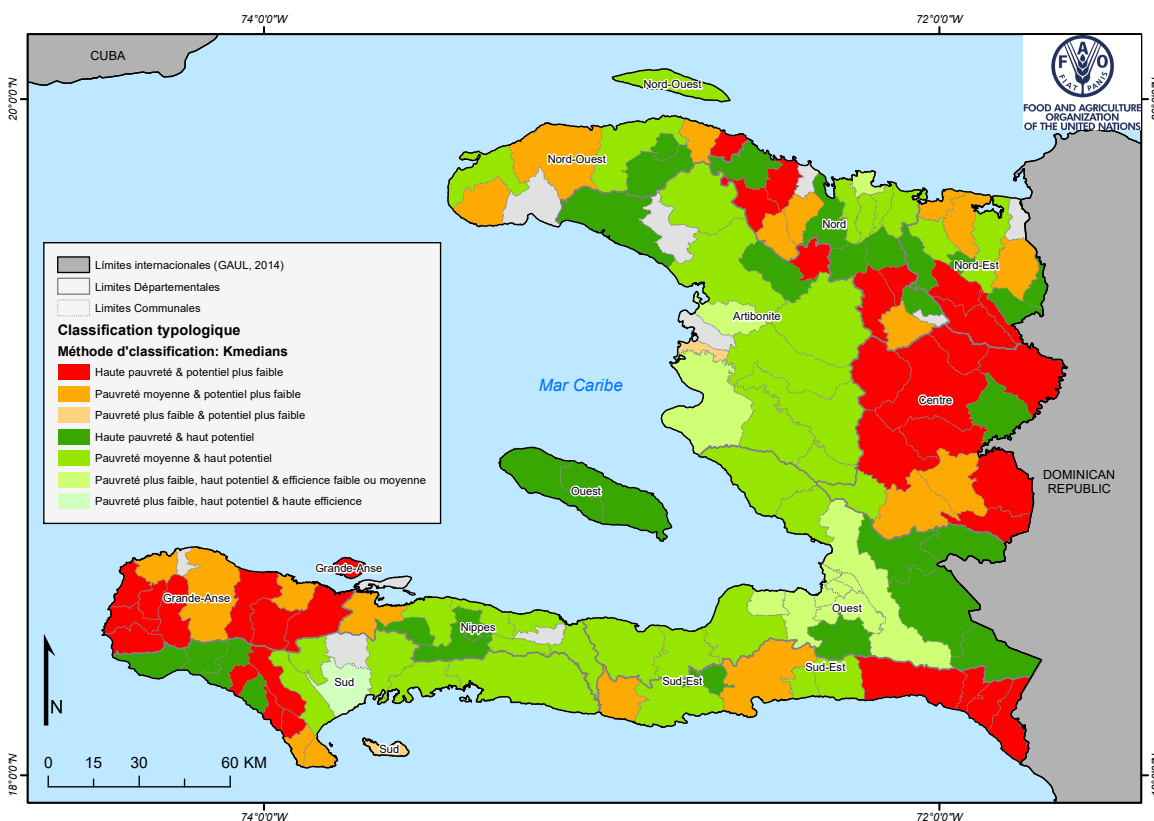 74°0'0"W
72°0'0"W
CUBA
20°0'0"N
F A O
FIAT PANIS
FOOD AND AGRICULTURE
ORGANIZATION
OF THE UNITED NATIONS
Nord-Ouest
Nord-Ouest
Nord
Nord-Est
Límites internacionales (GAUL, 2014)
Limites Départementales
Limites Communales
Classification typologique
Méthode d'classification: Kmedians
Haute pauvreté & potentiel plus faible
Pauvreté moyenne & potentiel plus faible
Pauvreté plus faible & potentiel plus faible
Haute pauvreté & haut potentiel
Pauvreté moyenne & haut potentiel
Pauvreté plus faible, haut potentiel & efficience faible ou moyenne
Pauvreté plus faible, haut potentiel & haute efficience
Artibonite
Mar Caribe
Centre
DOMINICAN
REPUBLIC
Ouest
Grande-Anse
Grande-Anse
Nippes
Ouest
Sud
Sud-Est
Sud-Est
Sud
N
0 15 30 60 KM
18°0'0"N
74°0'0"W
72°0'0"W